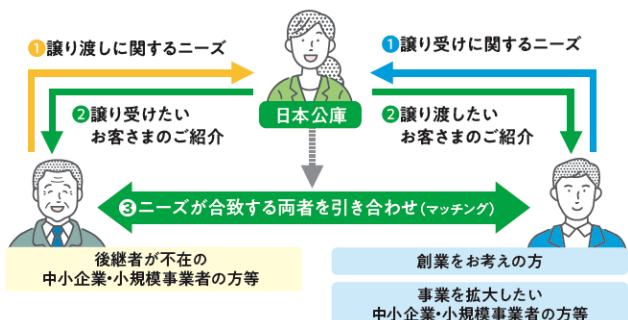 ❶譲り渡しに関するニーズ
❶譲り受けに関するニーズ
❷譲り受けたい
お客さまのご紹介
日本公庫
❷譲り渡したい
お客さまのご紹介
❸ニーズが合致する両者を引き合わせ(マッチング)
後継者が不在の
中小企業・小規模事業者の方等
創業をお考えの方
事業を拡大したい
中小企業・小規模事業者の方等